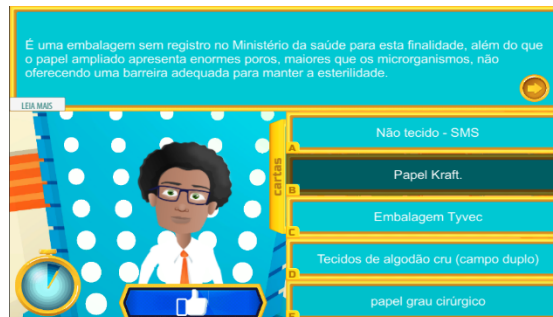 É uma embalagem sem registro no Ministério da saúde para esta finalidade, além do que
o papel ampliado apresenta enormes poros, maiores que os microrganismos, não
oferecendo uma barreira adequada para manter a esterilidade.
LEIA MAIS
cartas
Não tecido - SMS
A
Papel Kraft.
B
Embalagem Tyvec
C
Tecidos de algodão cru (campo duplo)
D
papel grau cirúrgico
E